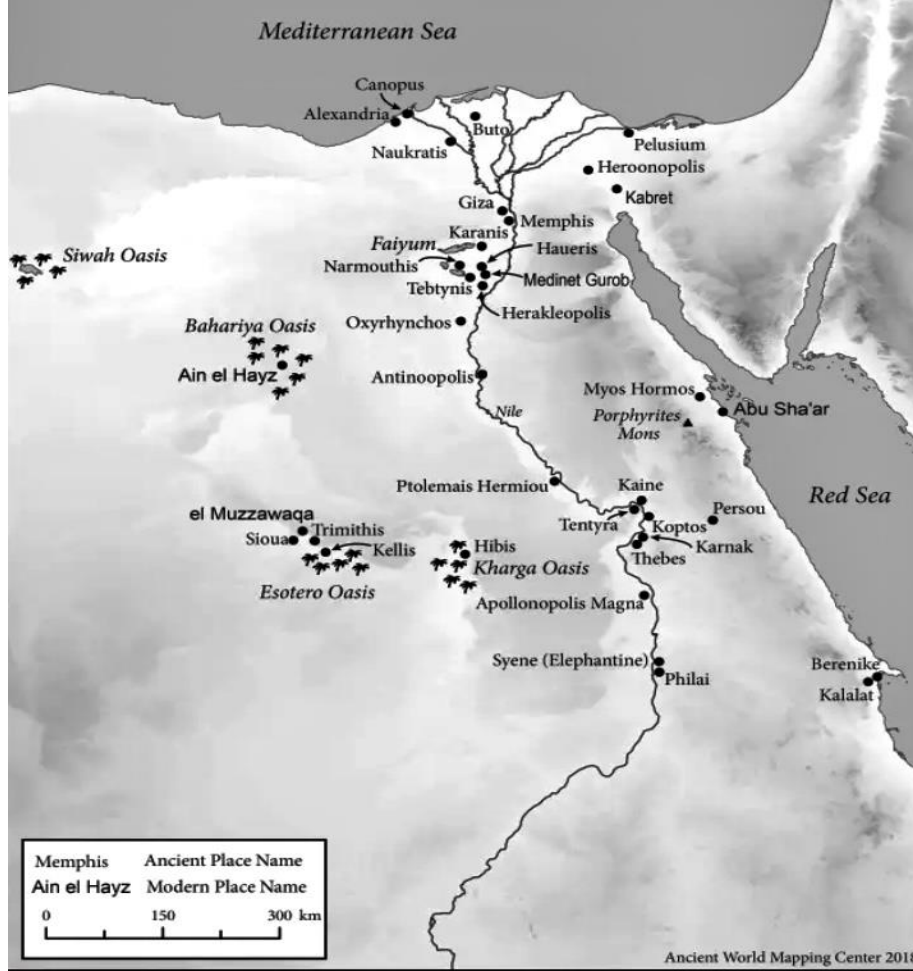 Mediterranean Sea
Canopus
Alexandria
Buto
Naukratis
Pelusium
Heroonopolis
Kabret
Giza
Memphis
Karanis
Faiyum
Haueris
Siwah Oasis
Narmouthis
Medinet Gurob
Tebtynis
Herakleopolis
Bahariya Oasis
Oxyrhynchos
Ain el Hayz
Antinoopolis
Nile
Myos Hormos
Abu Sha'ar
Porphyrites
Mons
Ptolemais Hermiou
Kaine
Red Sea
el Muzzawaqa
Persou
Trimithis
Tentyra
Koptos
Sioua
Kellis
Hibis
Karnak
Thebes
Kharga Oasis
Esotero Oasis
Apollonopolis Magna
Syene (Elephantine)
Philai
Berenike
Kalalat
Memphis Ancient Place Name
Ain el Hayz Modern Place Name
0 150 300 km
Ancient World Mapping Center 2018